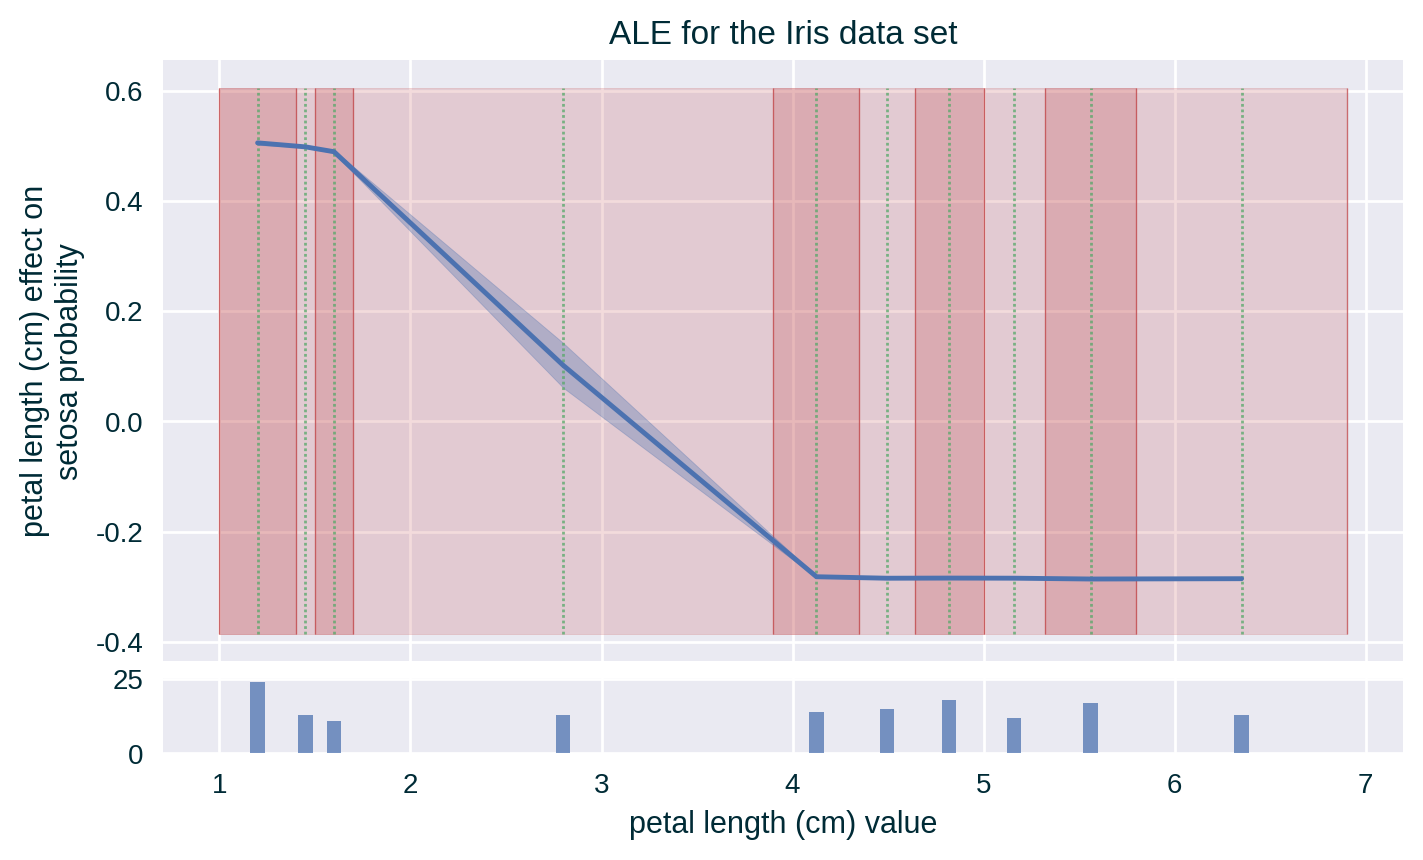 ALE for the Iris data set
petal length (cm) effect on
setosa probability
0.6
0.4
0.2
0.0
-0.2
-0.4
25
0
1 2 3 4 5 6 7
petal length (cm) value